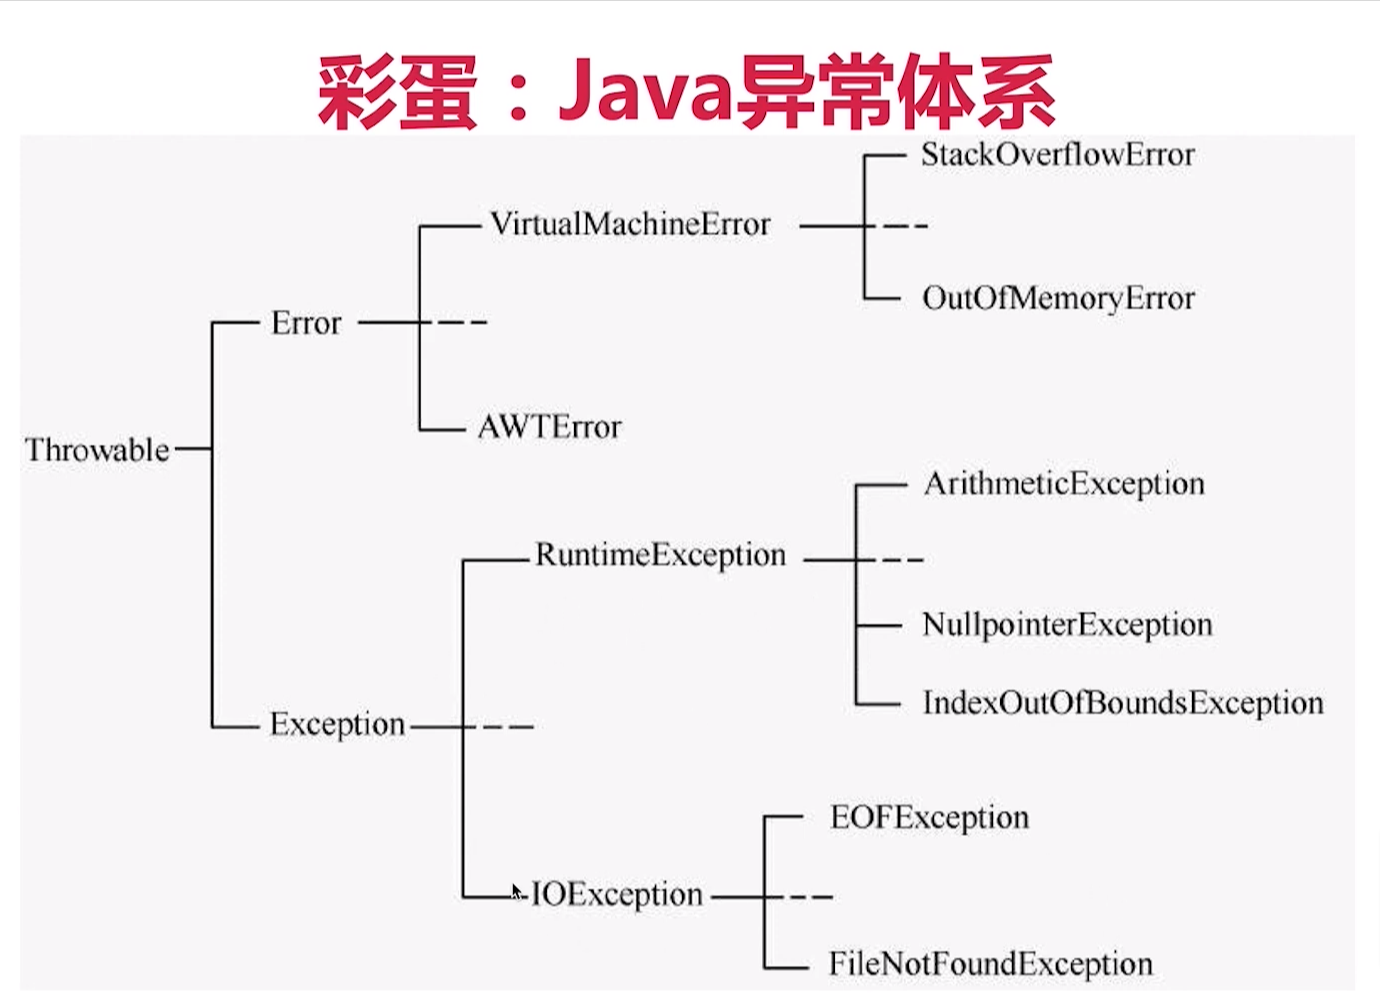 彩蛋：Java异常体系
StackOverflowError
VirtualMachineError
OutOfMemoryError
Error
AWTError
Throwable
ArithmeticException
RuntimeException
NullpointerException
IndexOutOfBoundsException
Exception
EOFException
IOException
FileNotFoundException